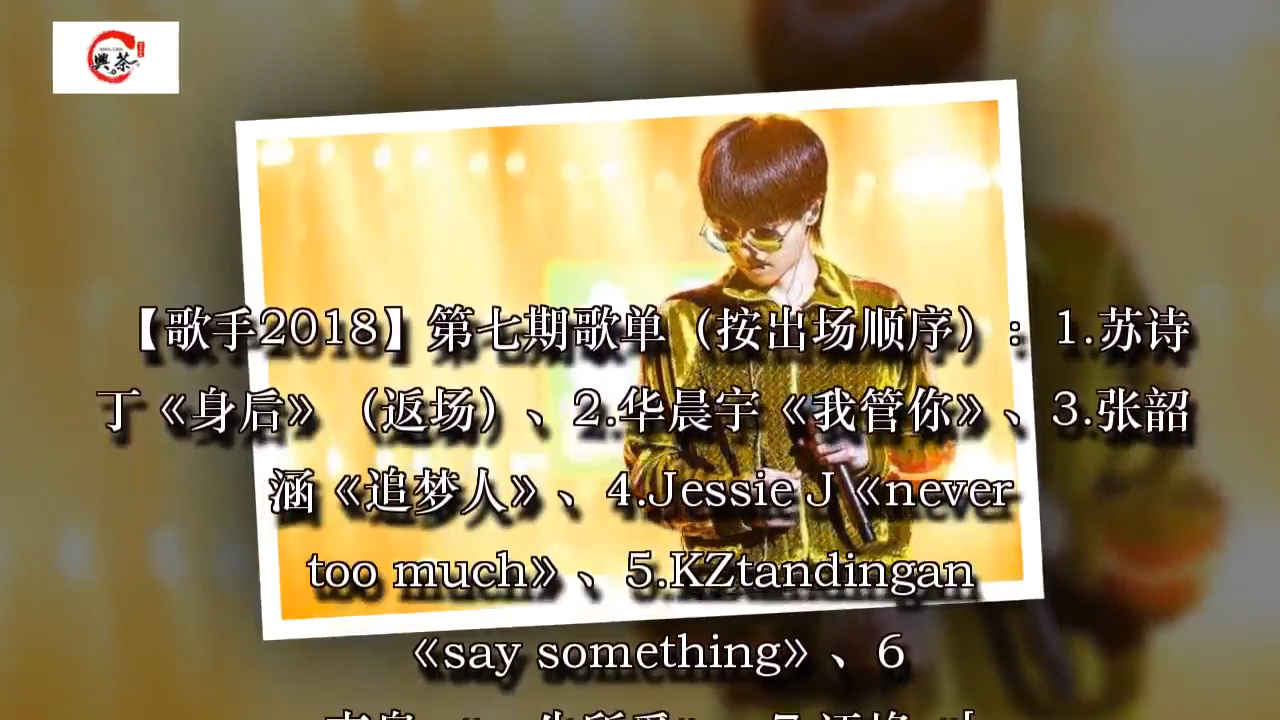 興茶
【歌手2018】第七期歌单（按出场顺序）：1.苏诗
丁《身后》（返场）、2.华晨宇《我管你》、3.张韶
涵《追梦人》、4.Jessie J《never
too much》、5.KZtandingan
《say something》、6